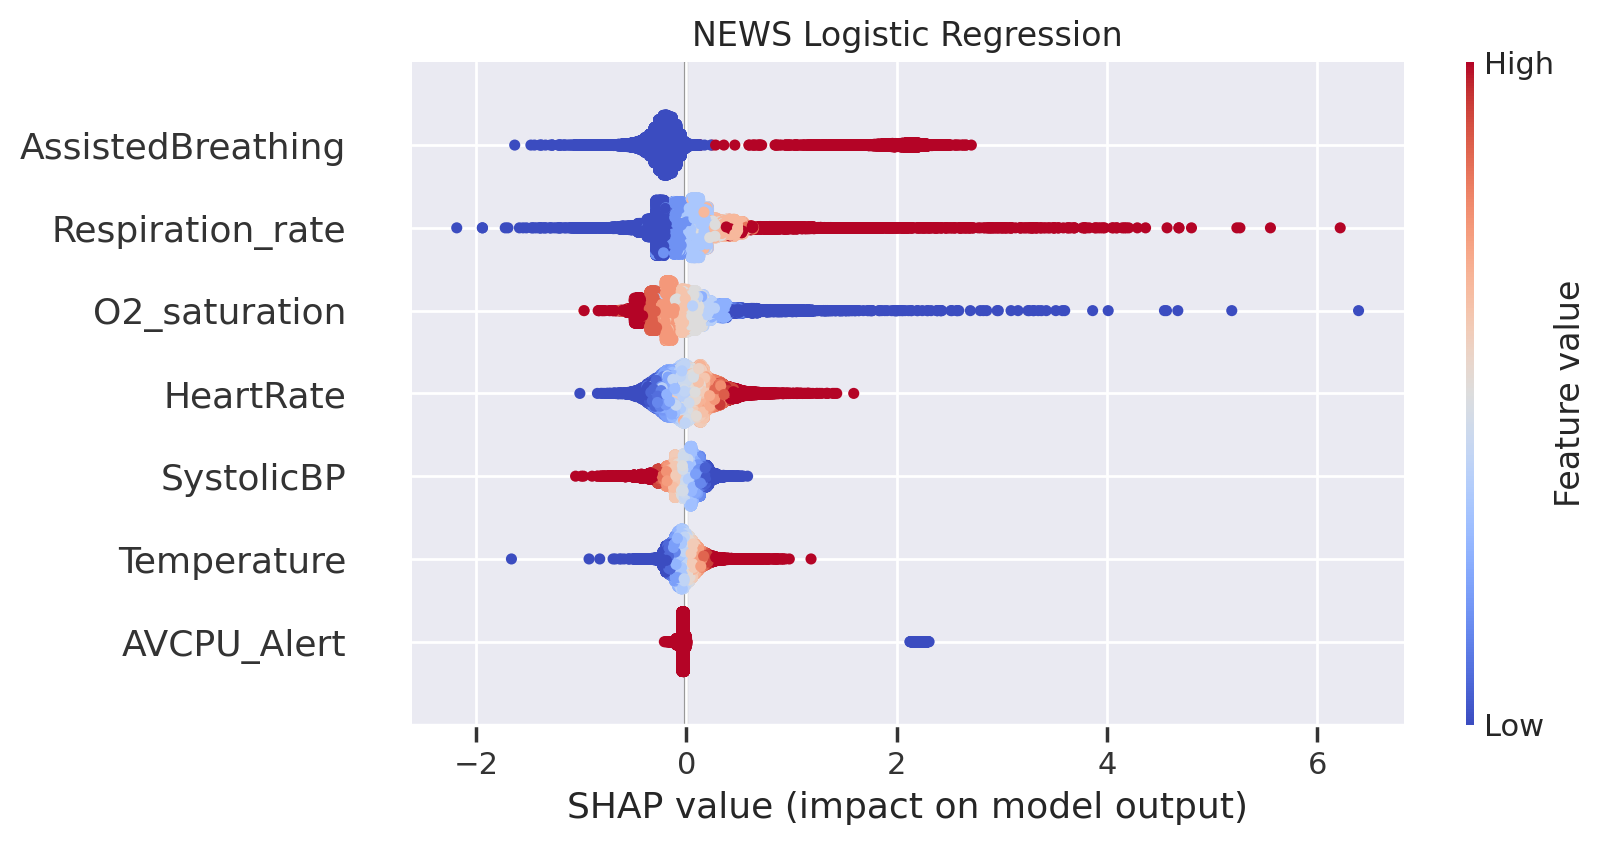 NEWS Logistic Regression
High
AssistedBreathing
Respiration_rate
O2_saturation
HeartRate
SystolicBP
Temperature
AVCPU_Alert
Feature value
Low
−2
0
2
4
6
SHAP value (impact on model output)